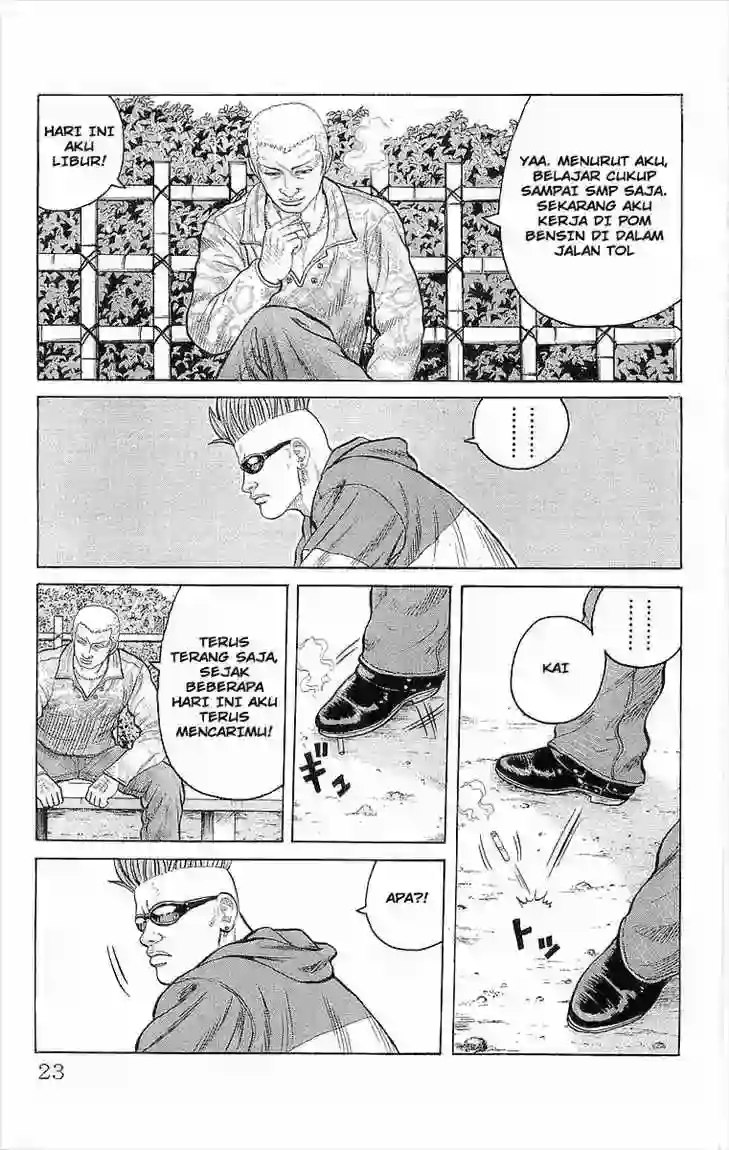 YAA. MENURUT AKU,
BELAJAR CUKUP
SAMPAI SMP SAJA.
SEKARANG AKU
KERJA DI POM
BENSIN DI DALAM
JALAN TOL
HARI INI
AKU
LIBUR!
KAI
ギュ
トッ
TERUS
TERANG SAJA,
SEJAK
BEBERAPA
HARI INI AKU
TERUS
MENCARIMU!
APA?!
23